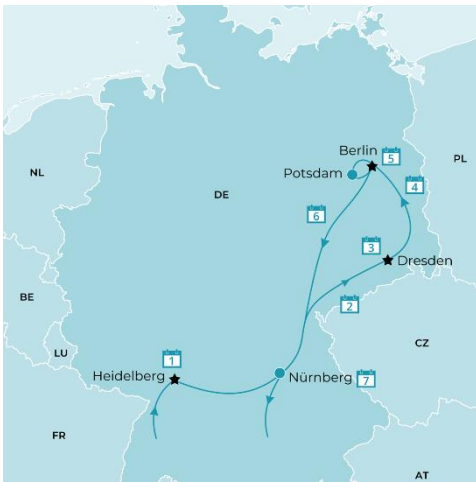 Berlin
5
PL
Potsdam
NL
4
DE
6
3
Dresden
BE
2
CZ
LU
1
Heidelberg
Nürnberg
7
FR
AT